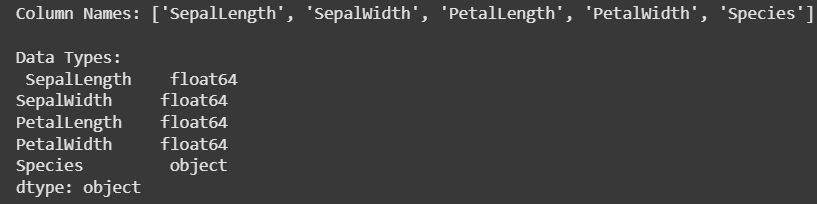 Column Names: ['SepalLength', 'SepalWidth', 'PetalLength', 'PetalWidth', 'Species']
Data Types:
 SepalLength    float64
SepalWidth     float64
PetalLength    float64
PetalWidth     float64
Species         object
dtype: object